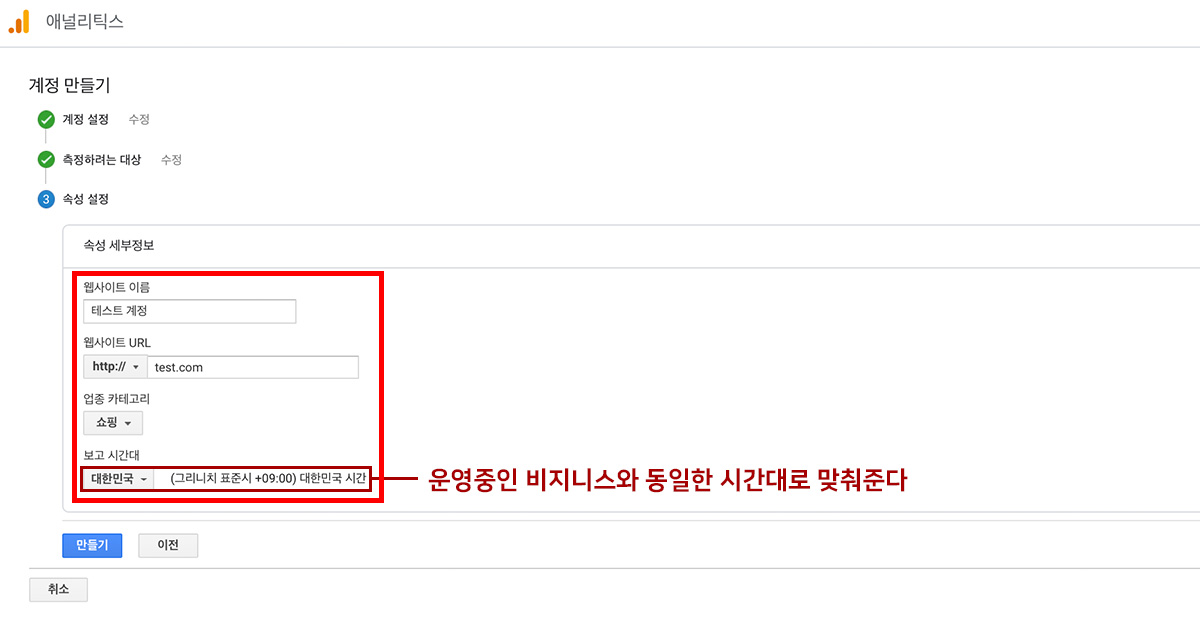 애널리틱스
계정 만들기
계정 설정 수정
측정하려는 대상 수정
3 속성 설정
속성 세부정보
웹사이트 이름
테스트 계정
웹사이트 URL
http:// test.com
업종 카테고리
쇼핑
보고 시간대
대한민국 (그리니치 표준시 +09:00) 대한민국 시간
운영중인 비지니스와 동일한 시간대로 맞춰준다
만들기 이전
취소